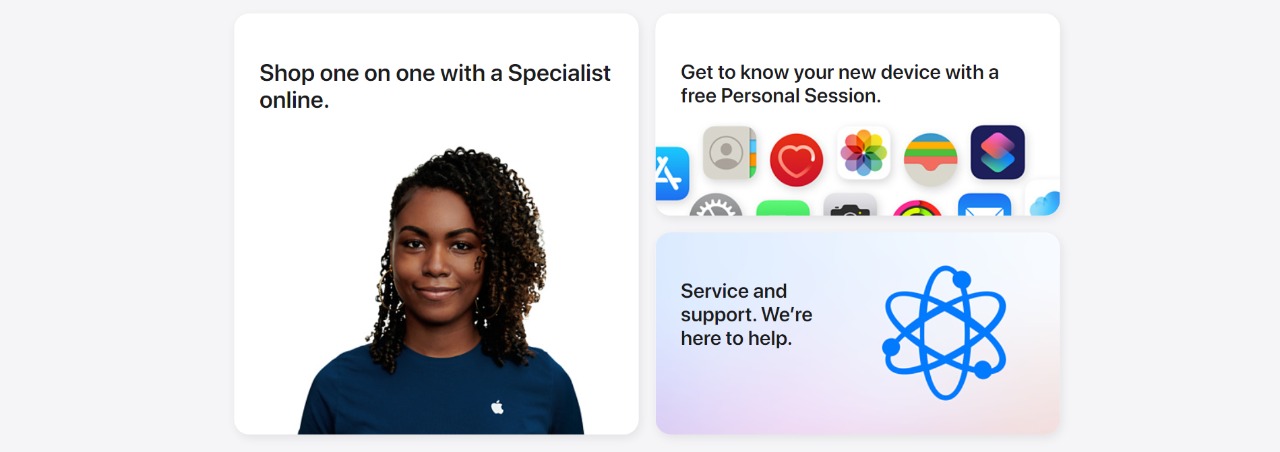 Shop one on one with a Specialist
online.
Get to know your new device with a
free Personal Session.
Service and
support. We’re
here to help.